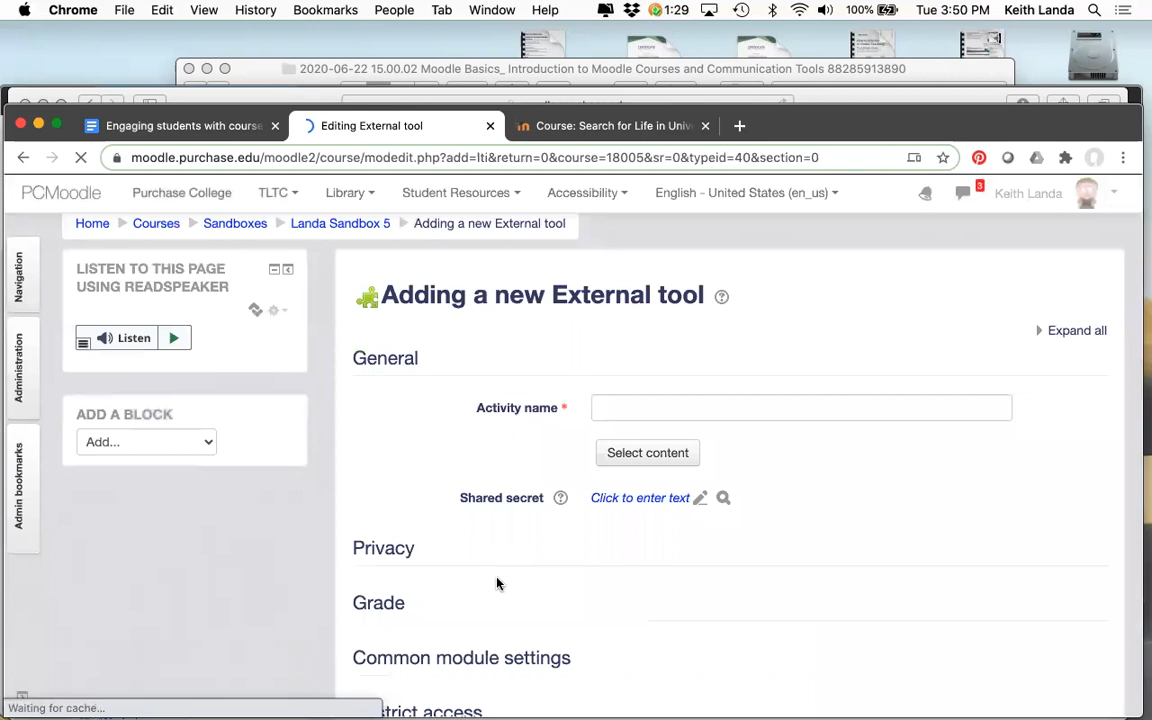 Chrome File Edit View History Bookmarks People Tab Window Help 1:29 100% Tue 3:50 PM Keith Landa
2020-06-22 15.00.02 Moodle Basics_ Introduction to Moodle Courses and Communication Tools 88285913890
Engaging students with course Editing External tool Course: Search for Life in Univ
moodle.purchase.edu/moodle2/course/modedit.php?add=lti&return=0&course=18005&sr=0&typeid=40&section=0
PCMoodle Purchase College TLTC Library Student Resources Accessibility English - United States (en_us) 3 Keith Landa
Home Courses Sandboxes Landa Sandbox 5 Adding a new External tool
Navigation
Administration
Admin bookmarks
LISTEN TO THIS PAGE
USING READSPEAKER
Listen
ADD A BLOCK
Add...
Adding a new External tool
Expand all
General
Activity name *
Select content
Shared secret Click to enter text
Privacy
Grade
Common module settings
strict access
Waiting for cache...